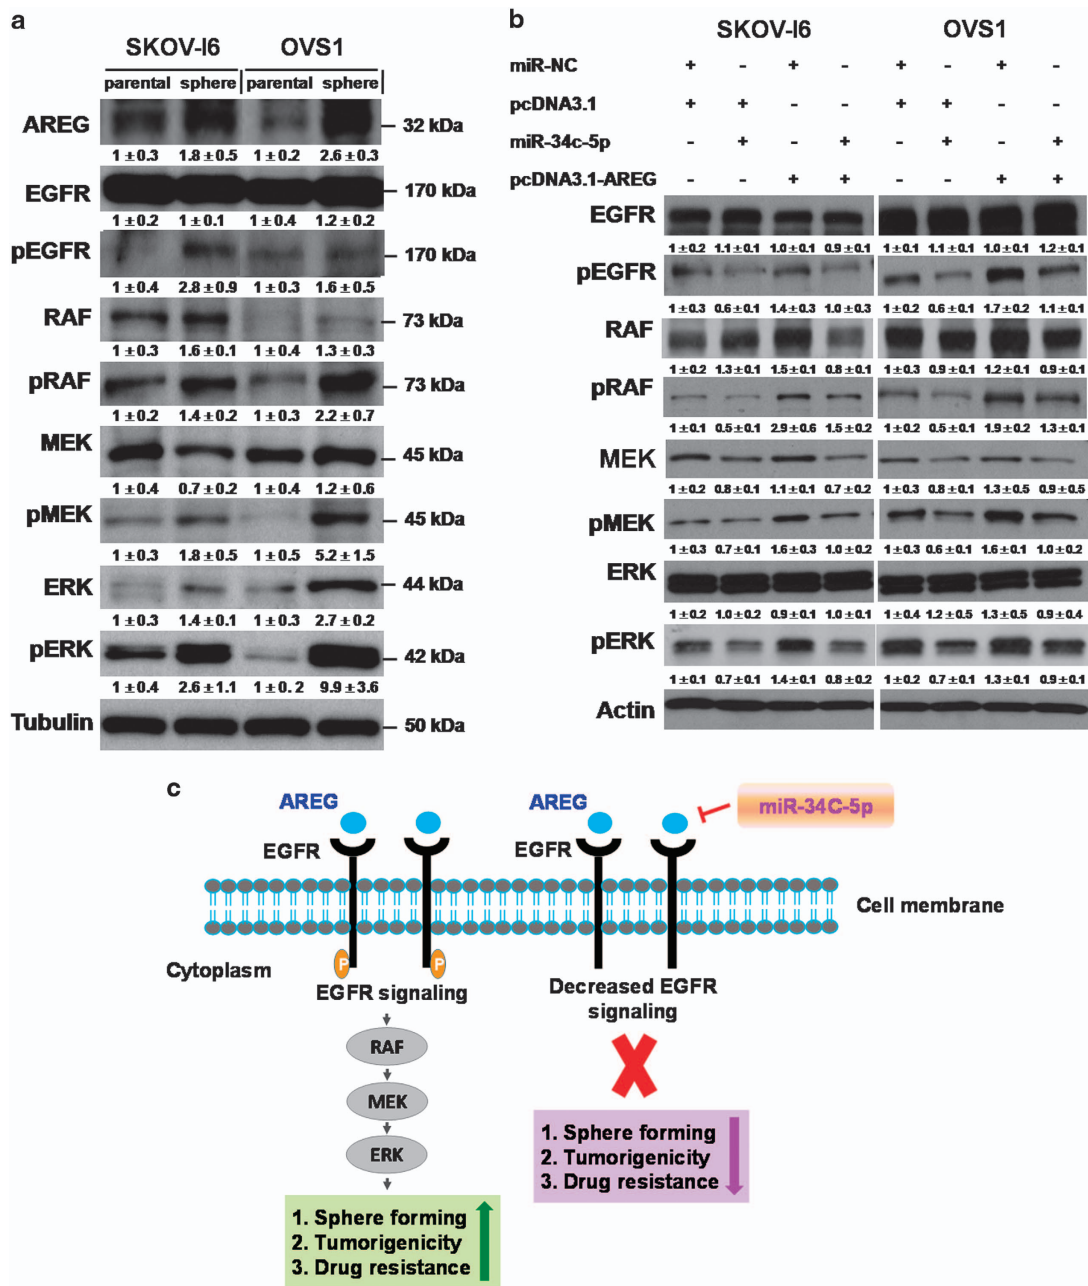 a
SKOV-I6 OVS1
parental sphere parental sphere
AREG 32 kDa
1 ± 0.3 1.8 ± 0.5 1 ± 0.2 2.6 ± 0.3
EGFR 170 kDa
1 ± 0.2 1 ± 0.1 1 ± 0.4 1.2 ± 0.2
pEGFR 170 kDa
1 ± 0.4 2.8 ± 0.9 1 ± 0.3 1.6 ± 0.5
RAF 73 kDa
1 ± 0.3 1.6 ± 0.1 1 ± 0.4 1.3 ± 0.3
pRAF 73 kDa
1 ± 0.2 1.4 ± 0.2 1 ± 0.3 2.2 ± 0.7
MEK 45 kDa
1 ± 0.4 0.7 ± 0.2 1 ± 0.4 1.2 ± 0.6
pMEK 45 kDa
1 ± 0.3 1.8 ± 0.5 1 ± 0.5 5.2 ± 1.5
ERK 44 kDa
1 ± 0.3 1.4 ± 0.1 1 ± 0.3 2.7 ± 0.2
pERK 42 kDa
1 ± 0.4 2.6 ± 1.1 1 ± 0.2 9.9 ± 3.6
Tubulin 50 kDa
b
SKOV-I6 OVS1
miR-NC + - + - + - + -
pcDNA3.1 + + - - + + - -
miR-34c-5p - + - + - + - +
pcDNA3.1-AREG - - + + - - + +
EGFR
1 ± 0.2 1.1 ± 0.1 1.0 ± 0.1 0.9 ± 0.1 1 ± 0.1 1.1 ± 0.1 1.0 ± 0.1 1.2 ± 0.1
pEGFR
1 ± 0.3 0.6 ± 0.1 1.4 ± 0.3 1.0 ± 0.3 1 ± 0.2 0.6 ± 0.1 1.7 ± 0.2 1.1 ± 0.1
RAF
1 ± 0.2 1.3 ± 0.1 1.5 ± 0.1 0.8 ± 0.1 1 ± 0.3 0.9 ± 0.1 1.2 ± 0.1 0.9 ± 0.1
pRAF
1 ± 0.1 0.5 ± 0.1 2.9 ± 0.6 1.5 ± 0.2 1 ± 0.2 0.5 ± 0.1 1.9 ± 0.2 1.3 ± 0.1
MEK
1 ± 0.2 0.8 ± 0.1 1.1 ± 0.1 0.7 ± 0.2 1 ± 0.3 0.8 ± 0.1 1.3 ± 0.5 0.9 ± 0.5
pMEK
1 ± 0.3 0.7 ± 0.1 1.6 ± 0.3 1.0 ± 0.2 1 ± 0.3 0.6 ± 0.1 1.6 ± 0.1 1.0 ± 0.2
ERK
1 ± 0.2 1.0 ± 0.2 0.9 ± 0.1 1.0 ± 0.1 1 ± 0.4 1.2 ± 0.5 1.3 ± 0.5 0.9 ± 0.4
pERK
1 ± 0.1 0.7 ± 0.1 1.4 ± 0.1 0.8 ± 0.2 1 ± 0.2 0.7 ± 0.1 1.3 ± 0.1 0.9 ± 0.1
Actin
c
AREG
EGFR
Cytoplasm
P P
EGFR signaling
RAF
MEK
ERK
1. Sphere forming
2. Tumorigenicity
3. Drug resistance
AREG
miR-34C-5p
EGFR
Cell membrane
Decreased EGFR
signaling
1. Sphere forming
2. Tumorigenicity
3. Drug resistance